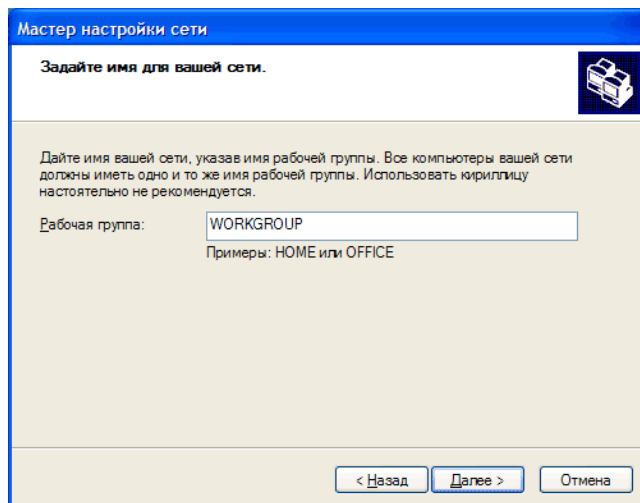 Мастер настройки сети
Задайте имя для вашей сети.
Дайте имя вашей сети, указав имя рабочей группы. Все компьютеры вашей сети
должны иметь одно и то же имя рабочей группы. Использовать кириллицу
настоятельно не рекомендуется.
Рабочая группа: WORKGROUP
Примеры: HOME или OFFICE
< Назад Далее > Отмена